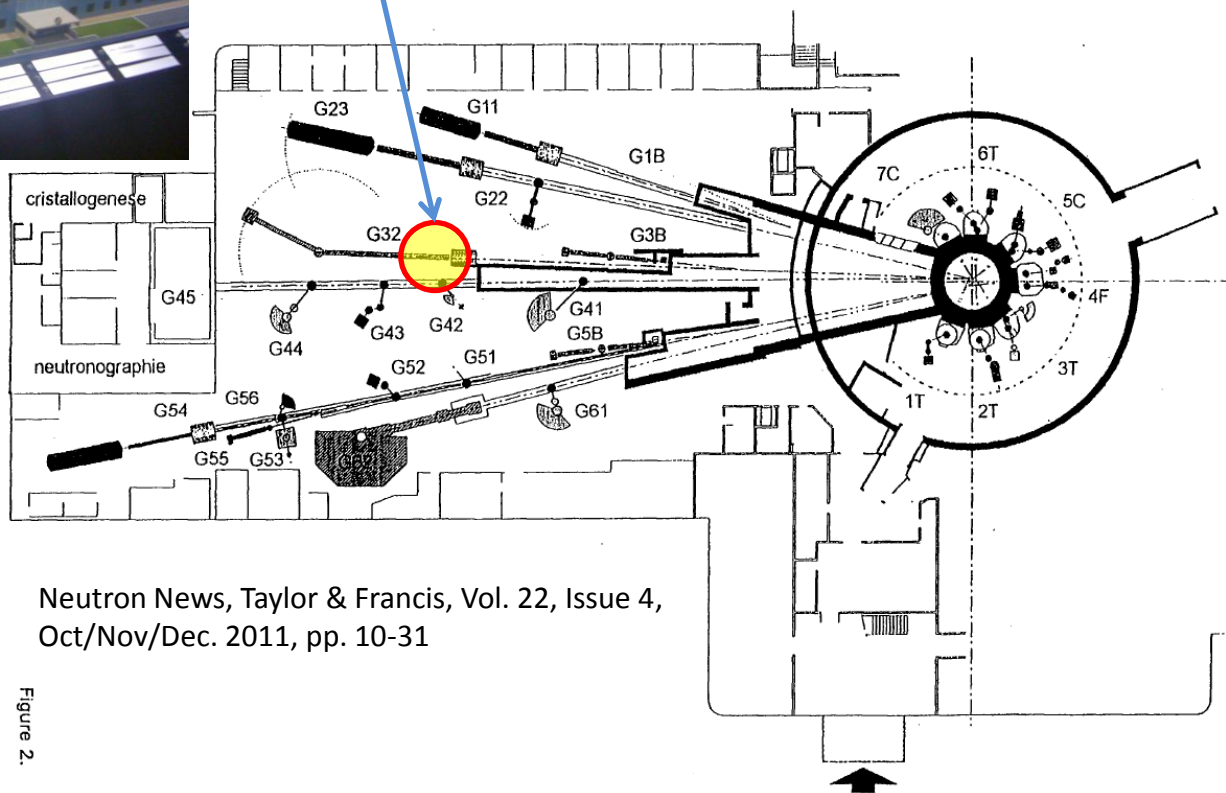 G23
G11
G1B
6T
7C
5C
cristallogenese
G22
G32
G3B
G45
4F
G41
G42
G43
G44
G5B
neutronographie
G52
G51
3T
G54
G56
1T
2T
G61
G55
G53
Neutron News, Taylor & Francis, Vol. 22, Issue 4,
Oct/Nov/Dec. 2011, pp. 10-31
Figure 2.